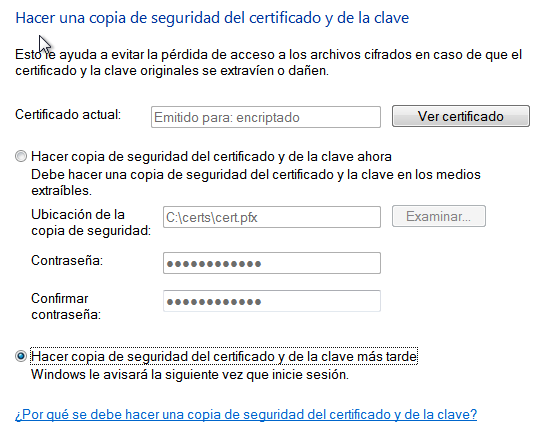 Hacer una copia de seguridad del certificado y de la clave
Esto le ayuda a evitar la pérdida de acceso a los archivos cifrados en caso de que el
certificado y la clave originales se extravíen o dañen.
Certificado actual:
Emitido para: encriptado
Ver certificado
Hacer copia de seguridad del certificado y de la clave ahora
Debe hacer una copia de seguridad del certificado y la clave en los medios
extraíbles.
Ubicación de la
copia de seguridad:
C:\certs\cert.pfx
Examinar...
Contraseña:
●●●●●●●●●●●●
Confirmar
contraseña:
●●●●●●●●●●●●
Hacer copia de seguridad del certificado y de la clave más tarde
Windows le avisará la siguiente vez que inicie sesión.
¿Por qué se debe hacer una copia de seguridad del certificado y de la clave?